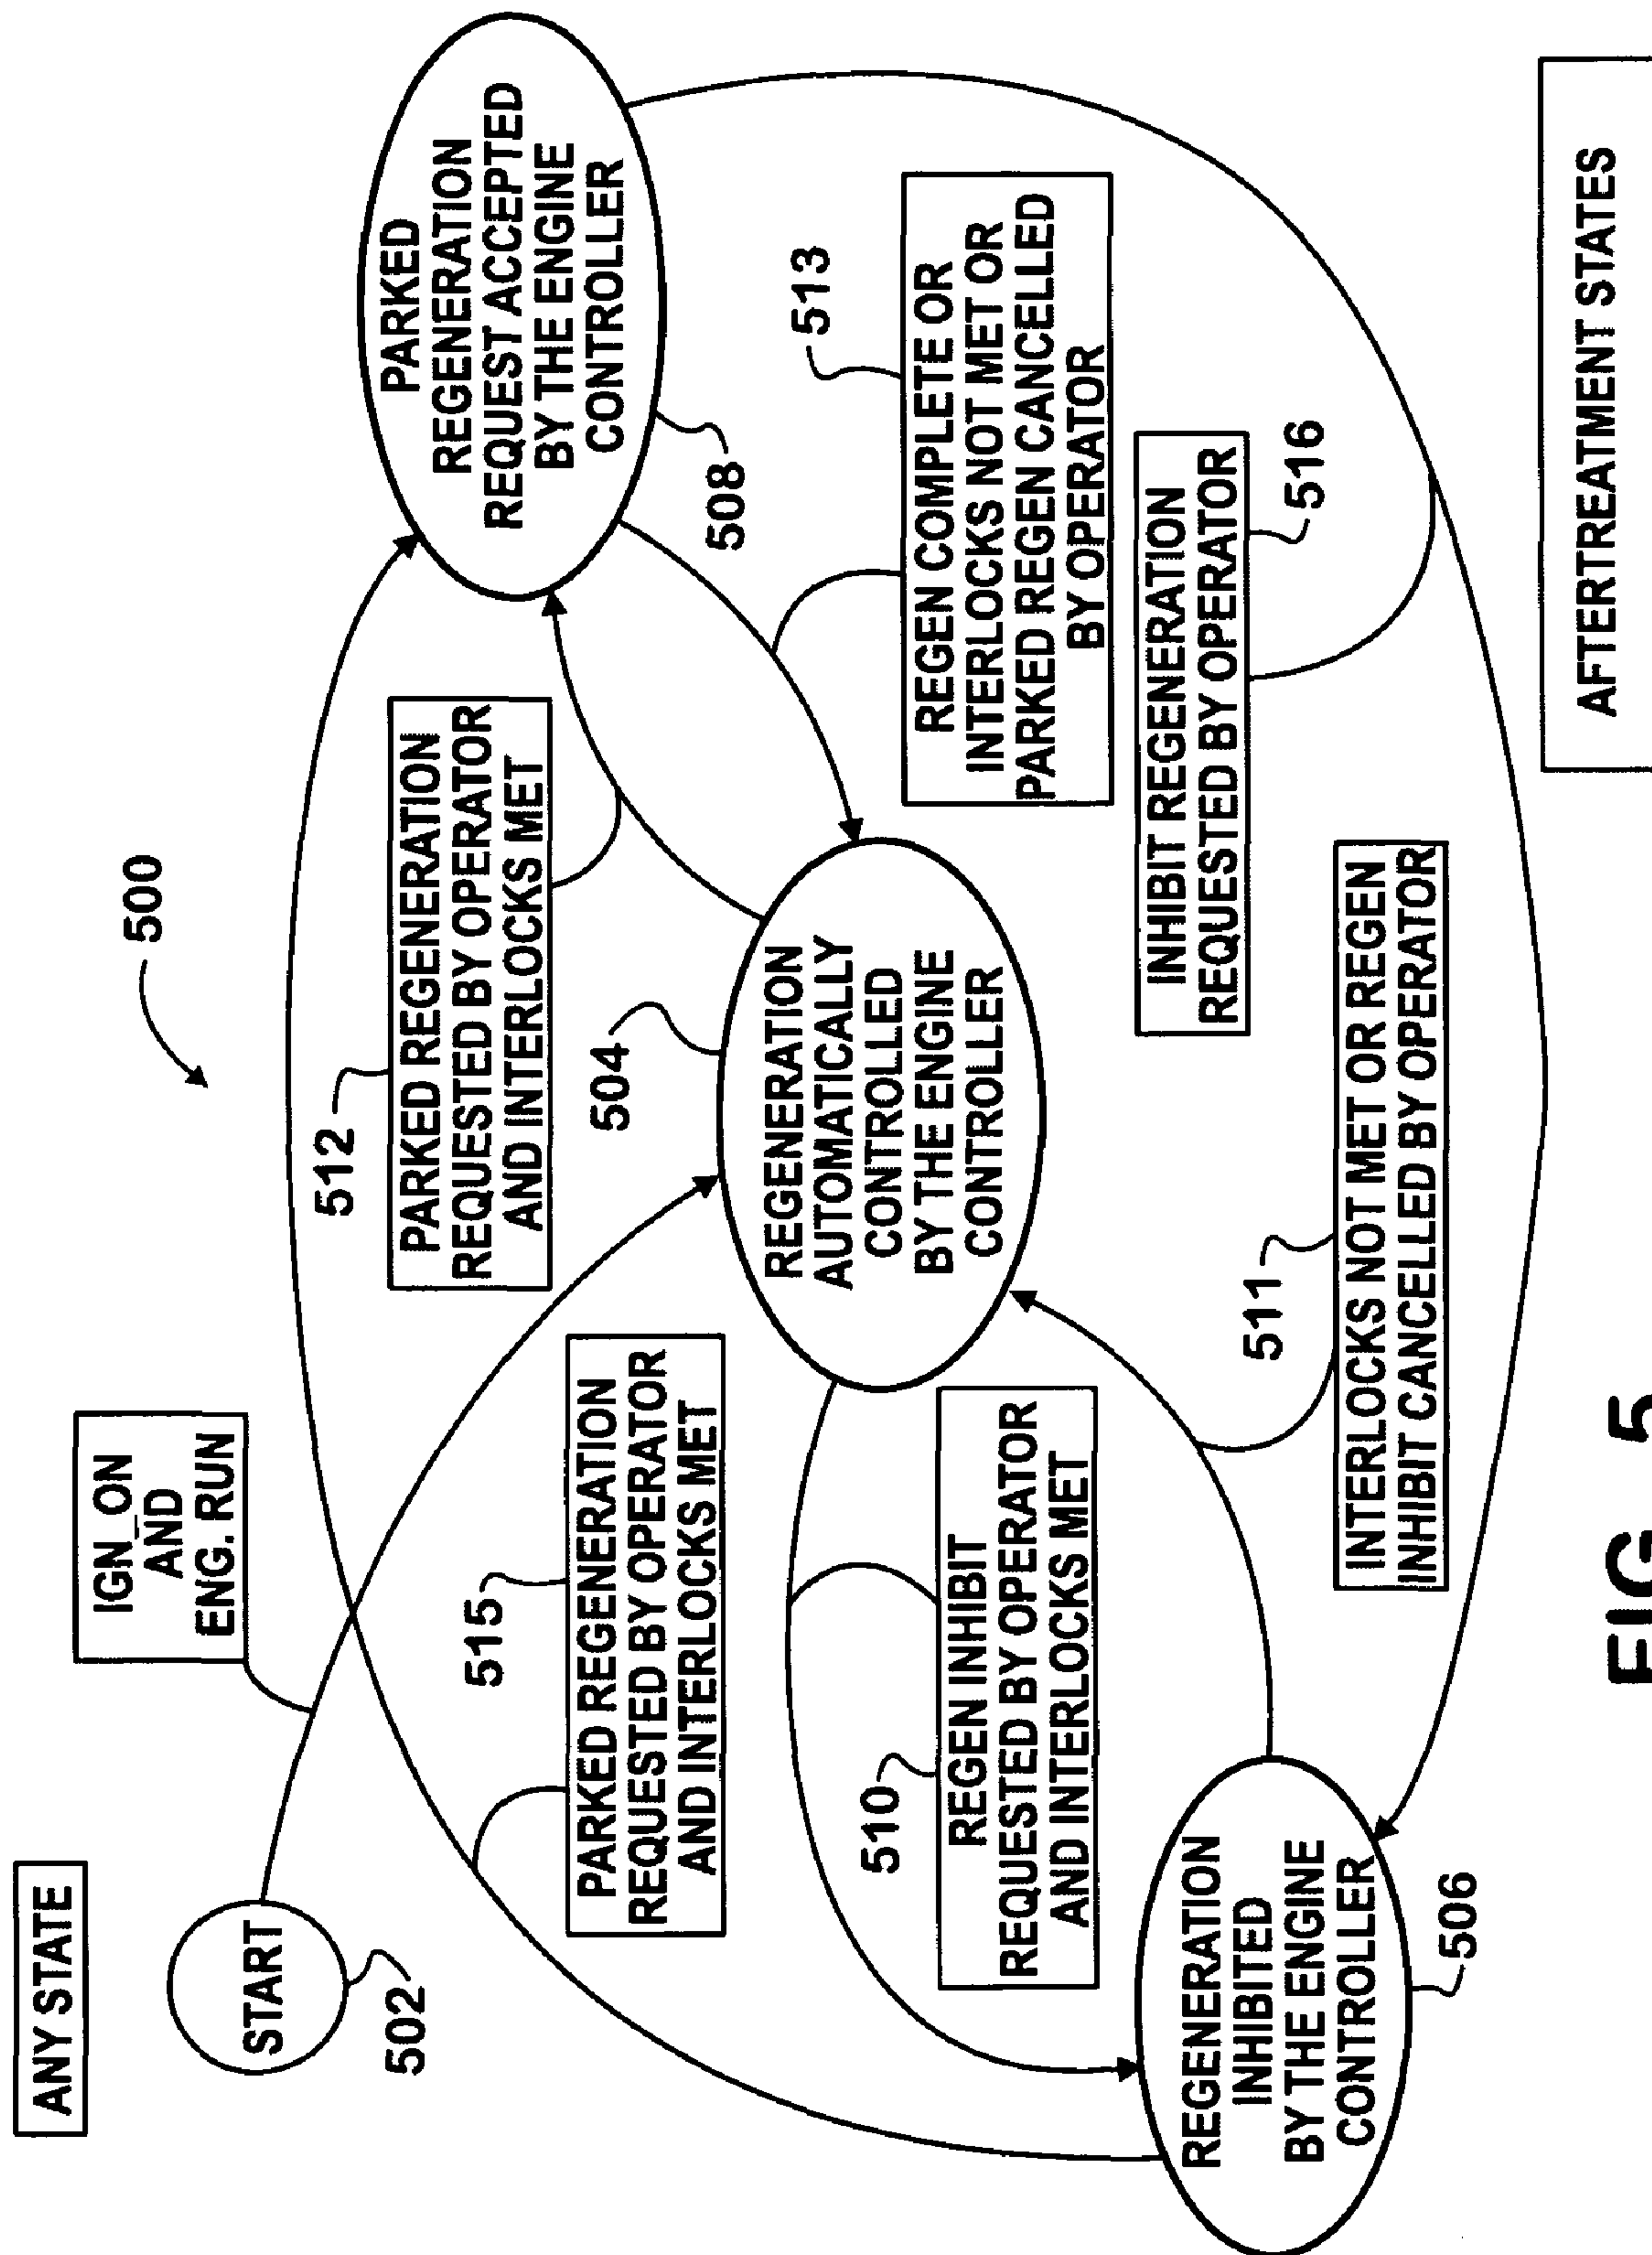 ANY STATE
START
502
IGN_ON
AND
ENG. RUN
500
512
PARKED REGENERATION
REQUESTED BY OPERATOR
AND INTERLOCKS MET
PARKED
REGENERATION
REQUEST ACCEPTED
BY THE ENGINE
CONTROLLER
508
515
PARKED REGENERATION
REQUESTED BY OPERATOR
AND INTERLOCKS MET
504
REGENERATION
AUTOMATICALLY
CONTROLLED
BY THE ENGINE
CONTROLLER
513
REGEN COMPLETE OR
INTERLOCKS NOT MET OR
PARKED REGEN CANCELLED
BY OPERATOR
510
REGEN INHIBIT
REQUESTED BY OPERATOR
AND INTERLOCKS MET
INHIBIT REGENERATION
REQUESTED BY OPERATOR
516
REGENERATION
INHIBITED
BY THE ENGINE
CONTROLLER
506
511
INTERLOCKS NOT MET OR REGEN
INHIBIT CANCELLED BY OPERATOR
AFTERTREATMENT STATES
FIG. 5